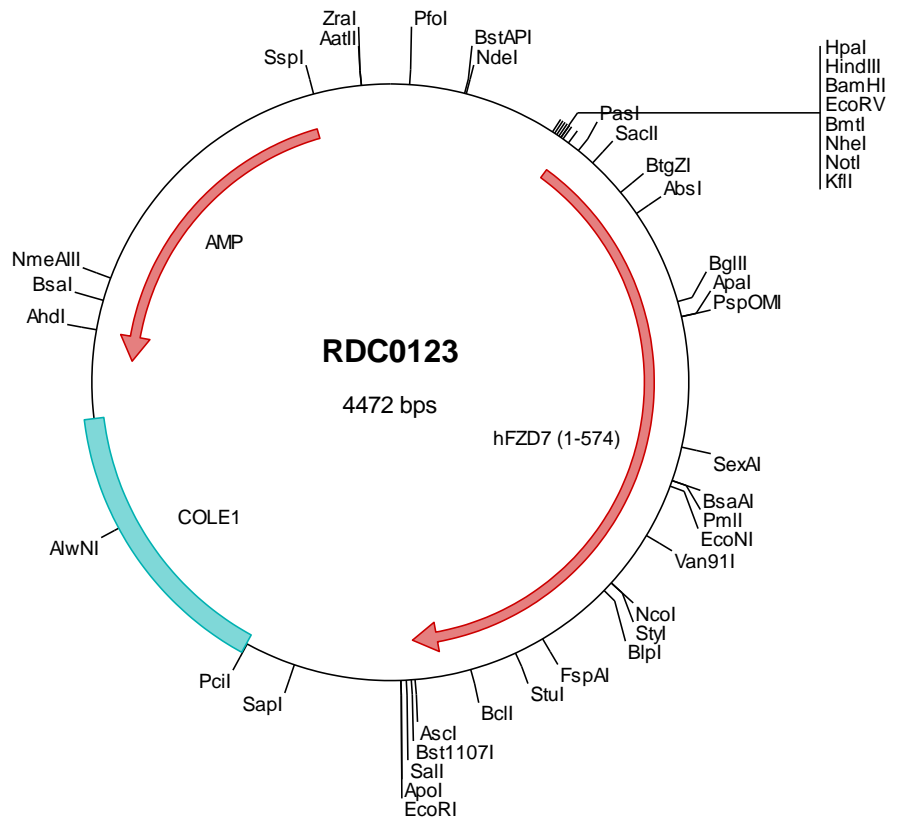 ZraI
AatII
PfoI
SspI
BstAPI
NdeI
HpaI
HindIII
BamHI
EcoRV
BmtI
NheI
NotI
KflI
PasI
SacII
BtgZI
AbsI
AMP
NmeAIII
BsaI
AhdI
BglII
ApaI
PspOMI
RDC0123
4472 bps
hFZD7 (1-574)
SexAI
BsaAI
PmlI
EcoNI
Van91I
COLE1
AlwNI
NcoI
StyI
BlpI
FspAI
StuI
BclI
PciI
SapI
AscI
Bst1107I
SalI
ApoI
EcoRI